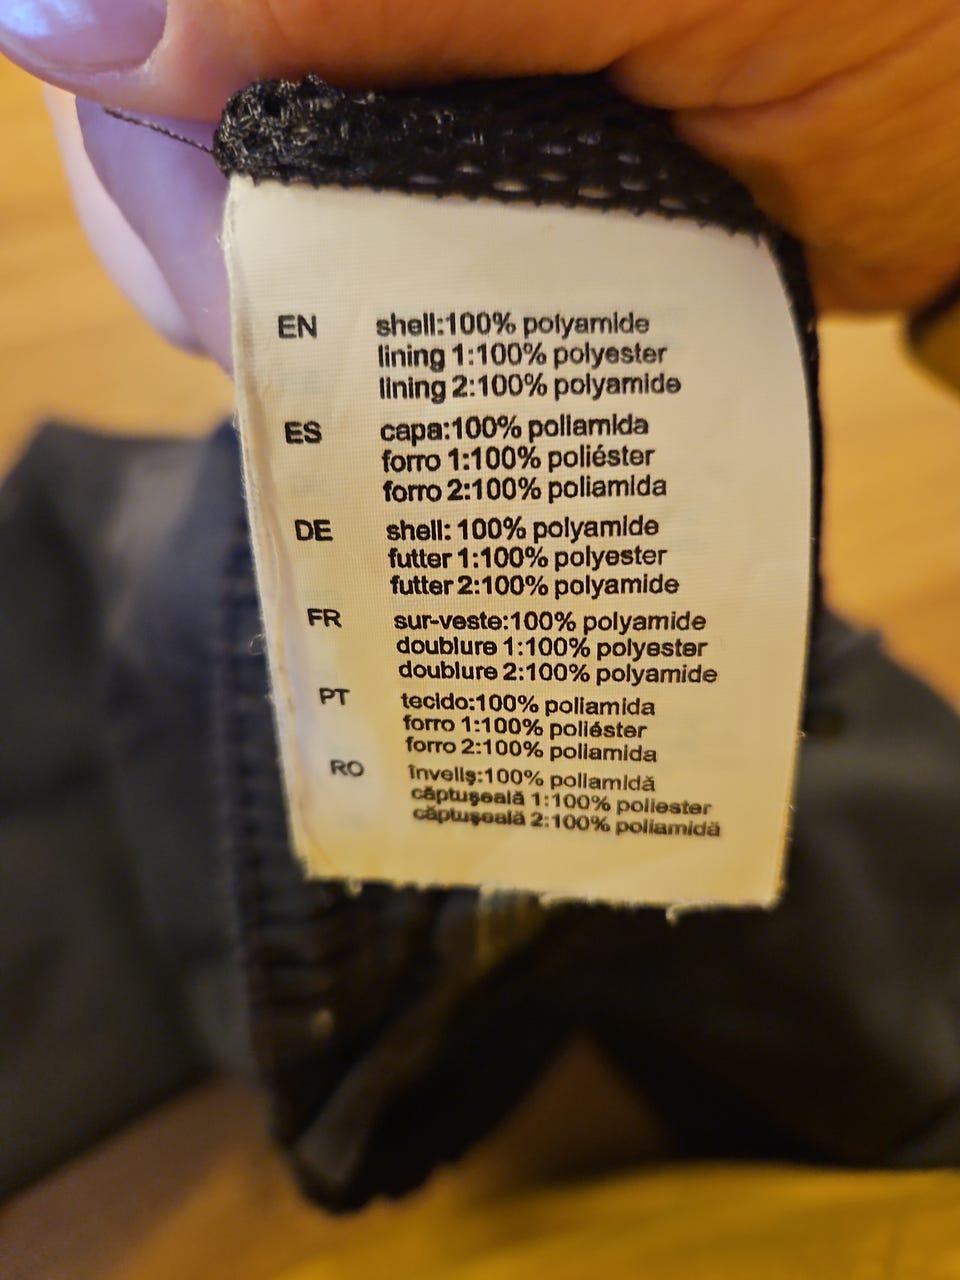 EN shell:100% polyamide
lining 1:100% polyester
lining 2:100% polyamide
ES capa:100% poliamida
forro 1:100% poliéster
forro 2:100% poliamida
DE shell: 100% polyamide
futter 1:100% polyester
futter 2:100% polyamide
FR sur-veste:100% polyamide
doublure 1:100% polyester
doublure 2:100% polyamide
PT tecido:100% poliamida
forro 1:100% poliéster
forro 2:100% poliamida
RO înveliş:100% poliamidă
căptuşeală 1:100% poliester
căptuşeală 2:100% poliamidă